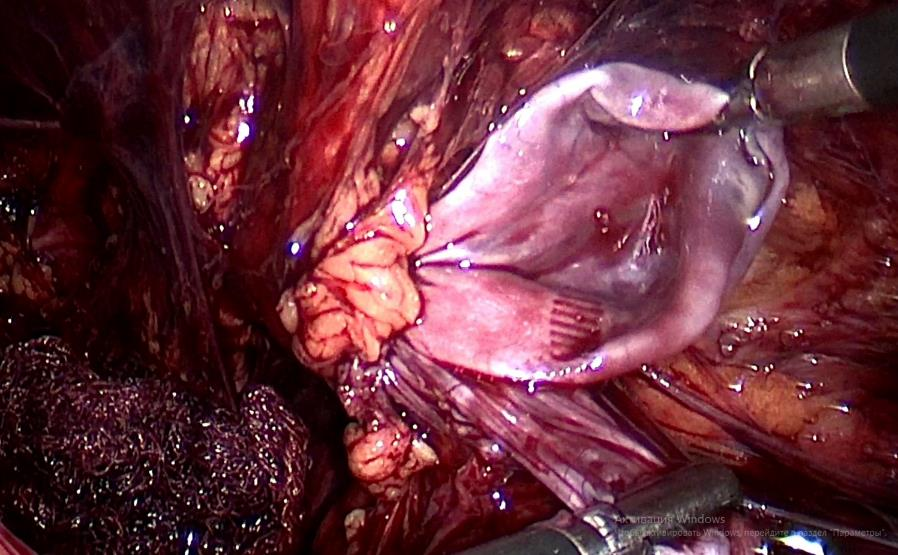 Активация Windows
Чтобы активировать Windows, перейдите в раздел "Параметры".